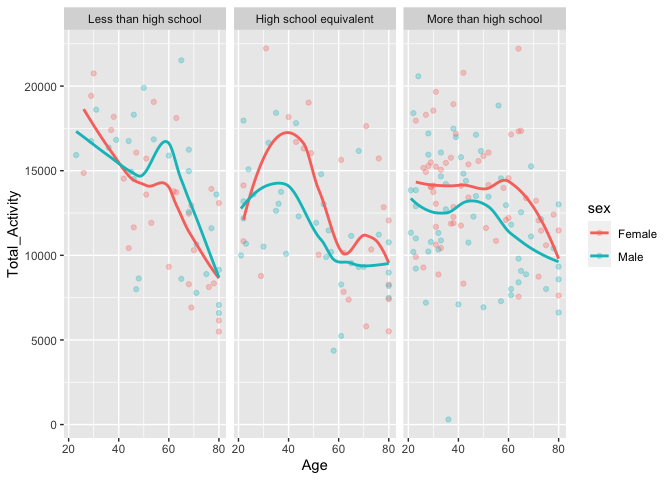 Less than high school
High school equivalent
More than high school
Total_Activity
20000
15000
10000
5000
0
20 40 60 80
20 40 60 80
20 40 60 80
Age
sex
Female
Male